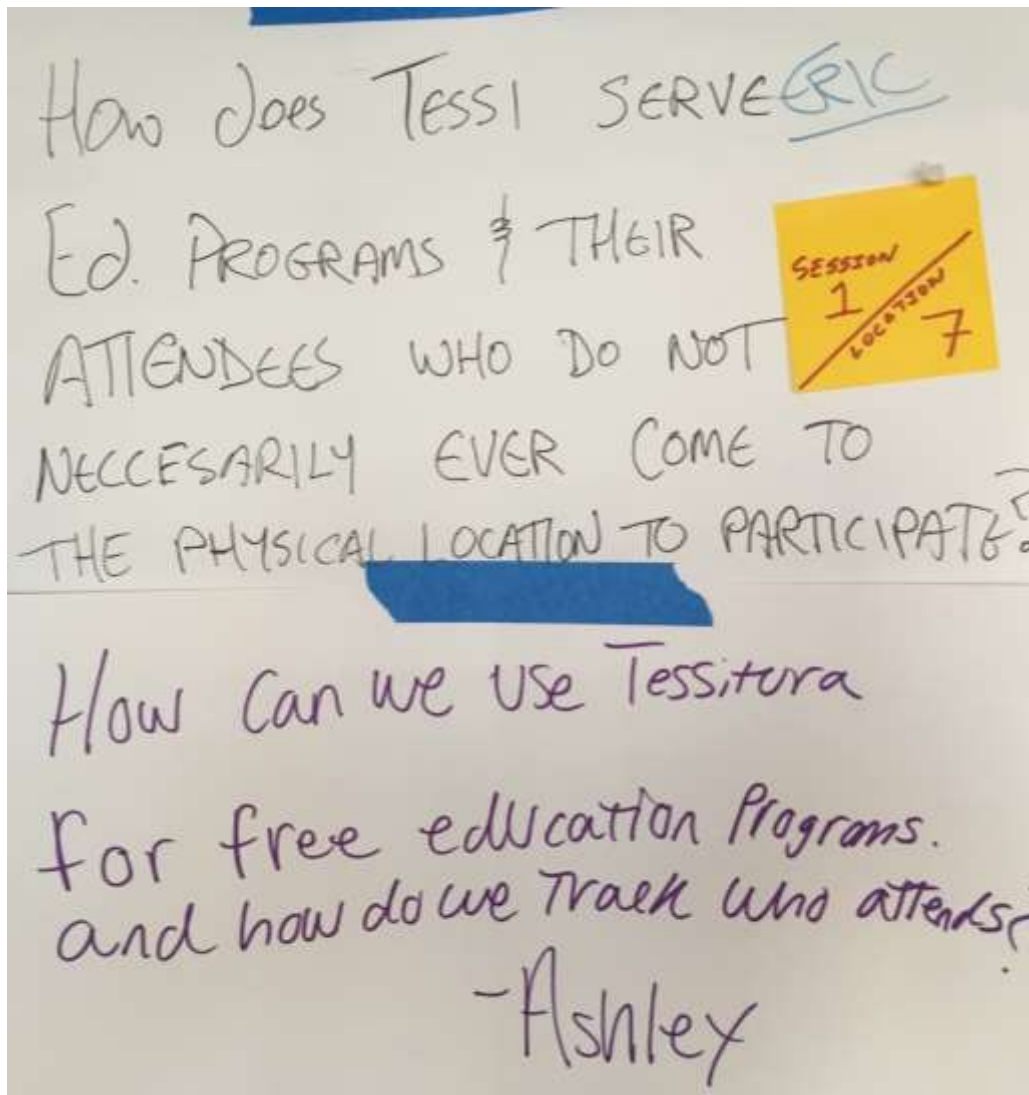 How does TESSI SERVE ERIC
Ed. PROGRAMS & THEIR
ATTENDEES WHO DO NOT
NECCESARILY EVER COME TO
THE PHYSICAL LOCATION TO PARTICIPATE?
SESSION
1
LOCATION
7
How Can we use Tessitura
For free education Programs.
and how do we Track who attends?
-Ashley